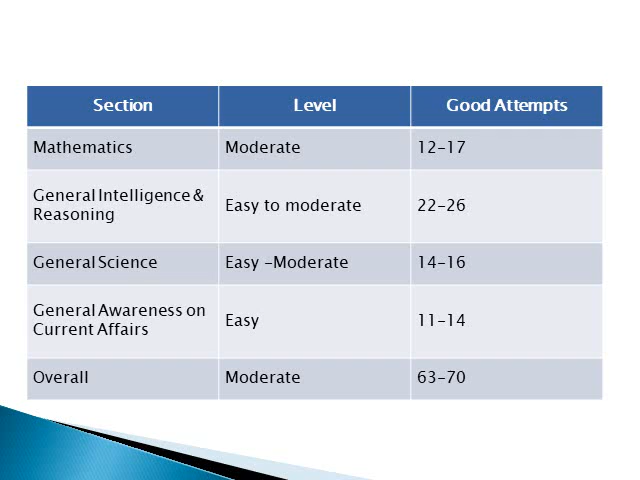 Section Level Good Attempts
Mathematics Moderate 12-17
General Intelligence &
Reasoning Easy to moderate 22-26
General Science Easy -Moderate 14-16
General Awareness on
Current Affairs Easy 11-14
Overall Moderate 63-70